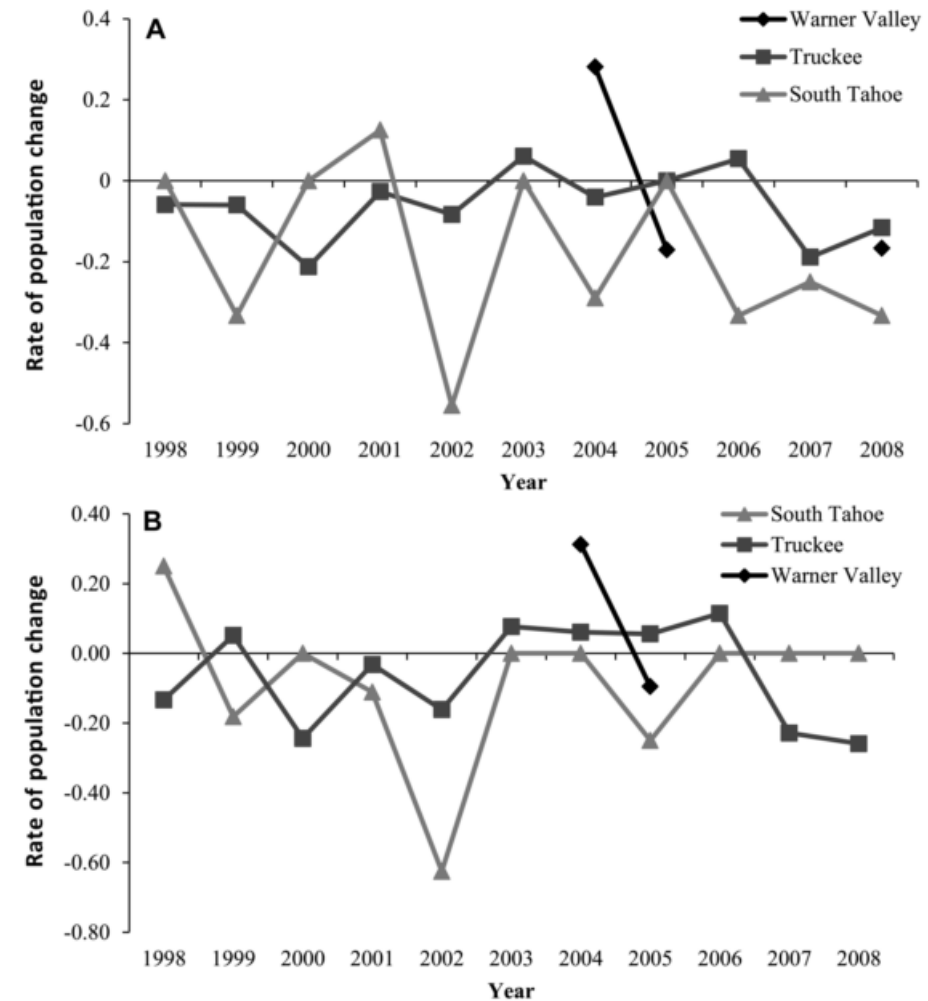 A
Warner Valley
Truckee
South Tahoe
Rate of population change
0.4
0.2
0
-0.2
-0.4
-0.6
1998 1999 2000 2001 2002 2003 2004 2005 2006 2007 2008
Year
B
South Tahoe
Truckee
Warner Valley
Rate of population change
0.40
0.20
0.00
-0.20
-0.40
-0.60
-0.80
1998 1999 2000 2001 2002 2003 2004 2005 2006 2007 2008
Year